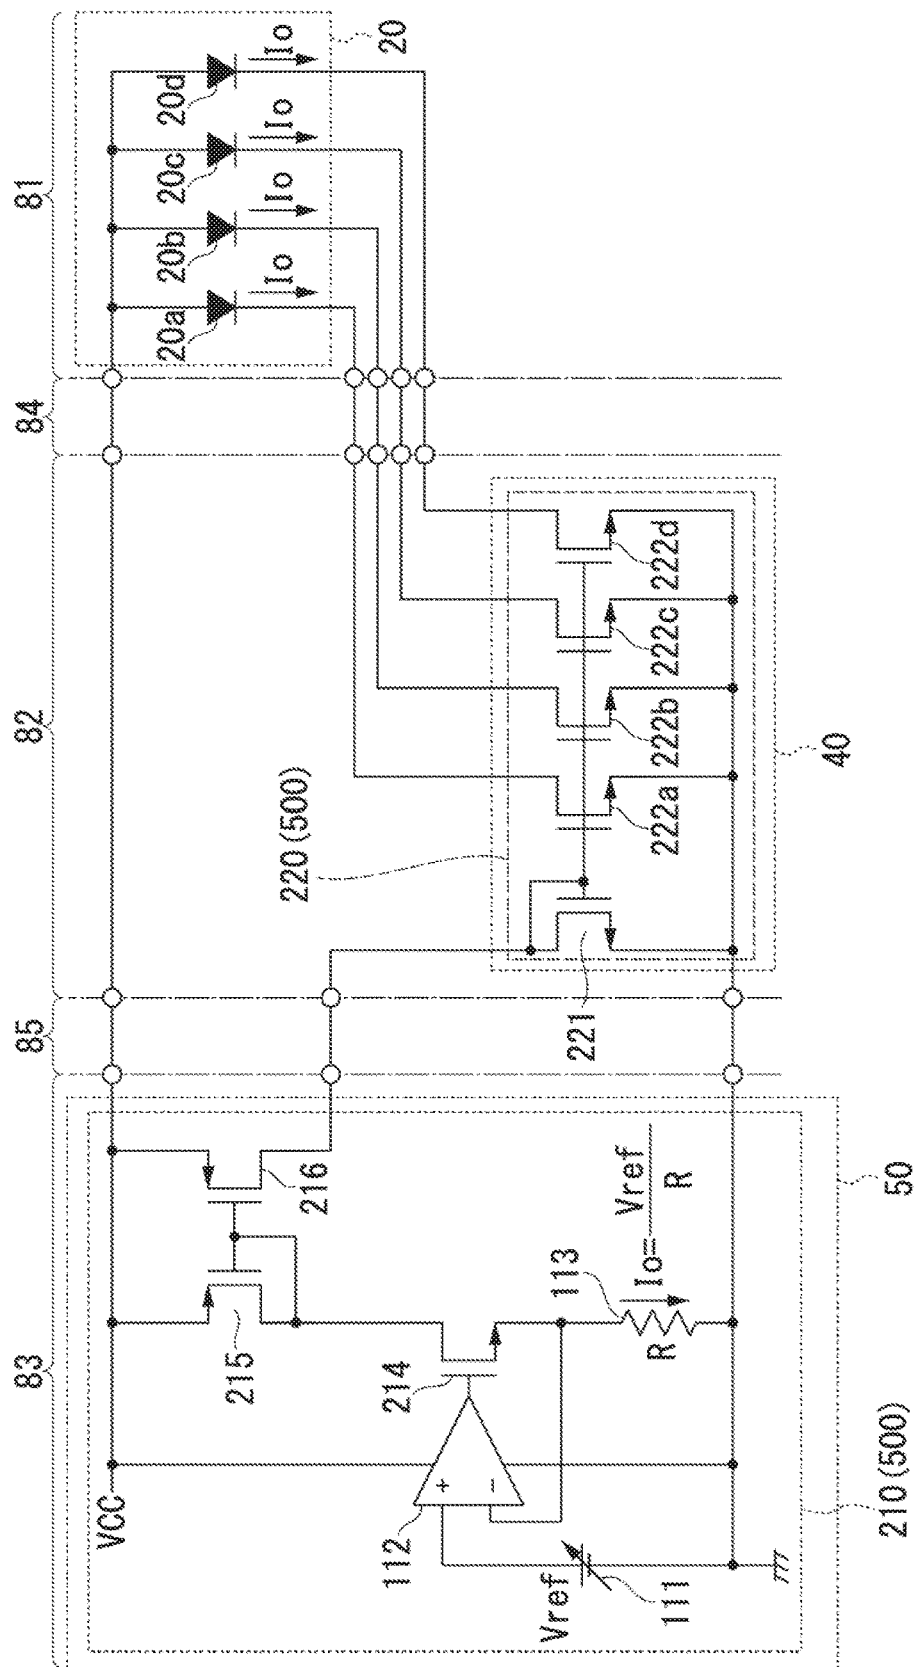 83
85
82
84
81
VCC
215
216
220(500)
20a
20b
20c
20d
Io
Io
Io
Io
20
112
+
-
214
113
R
Io=
Vref
R
Vref
111
221
222a
222b
222c
222d
40
50
210(500)